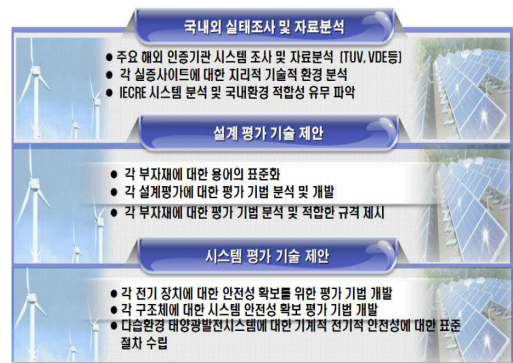 국내외 실태조사 및 자료분석
● 주요 해외 인증기관 시스템 조사 및 자료분석 (TUV, VDE등)
● 각 실증사이트에 대한 지리적 기술적 환경 분석
● IECRE 시스템 분석 및 국내환경 적합성 유무 파악
설계 평가 기술 제안
● 각 부자재에 대한 용어의 표준화
● 각 설계평가에 대한 평가 기법 분석 및 개발
● 각 부자재에 대한 평가 기법 분석 및 적합한 규격 제시
시스템 평가 기술 제안
● 각 전기 장치에 대한 안전성 확보를 위한 평가 기법 개발
● 각 구조체에 대한 시스템 안전성 확보 평가 기법 개발
● 다습환경 태양광발전시스템에 대한 기계적 전기적 안전성에 대한 표준
절차 수립